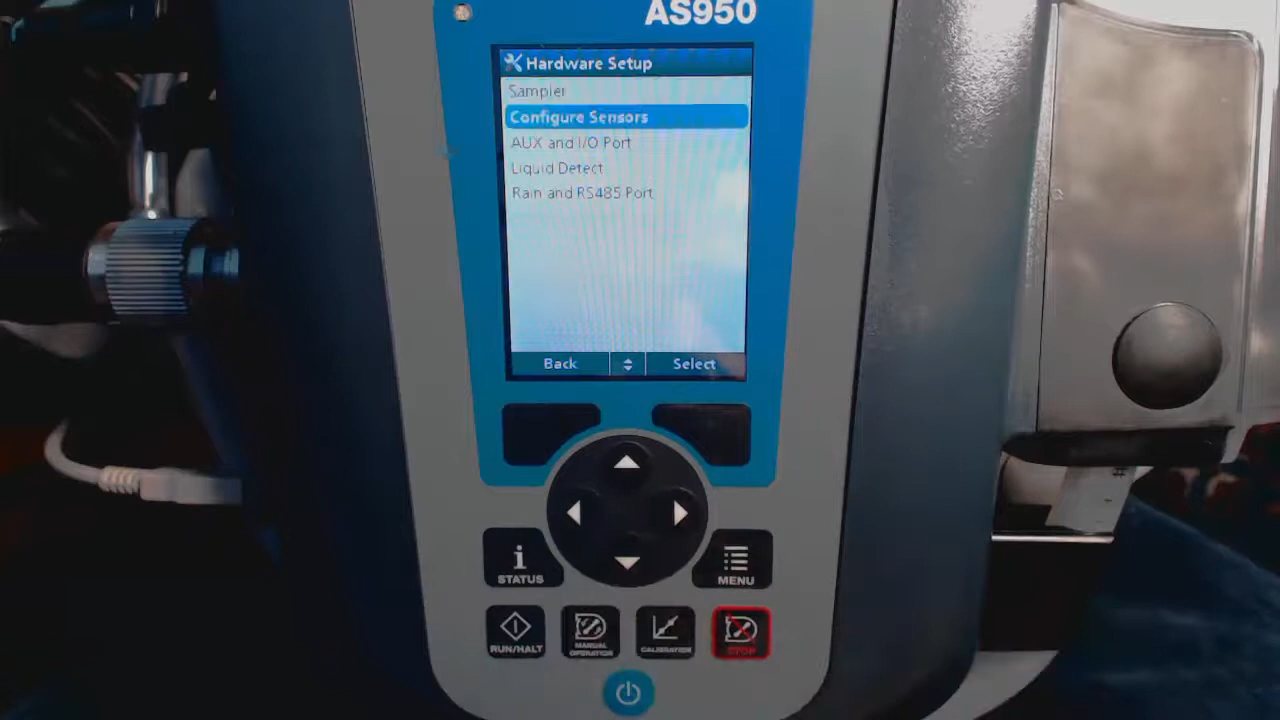 AS950
Hardware Setup
Sampler
Configure Sensors
AUX and I/O Port
Liquid Detect
Rain and RS485 Port
Back
Select
STATUS
MENU
RUN/HALT
MANUAL
OPERATION
CALIBRATION
STOP